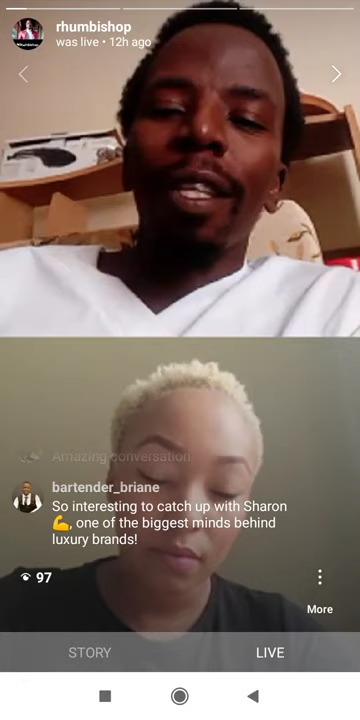 rhumbishop
was live • 12h ago
Amazing conversation
bartender_briane
So interesting to catch up with Sharon
💪, one of the biggest minds behind
luxury brands!
97
More
STORY
LIVE